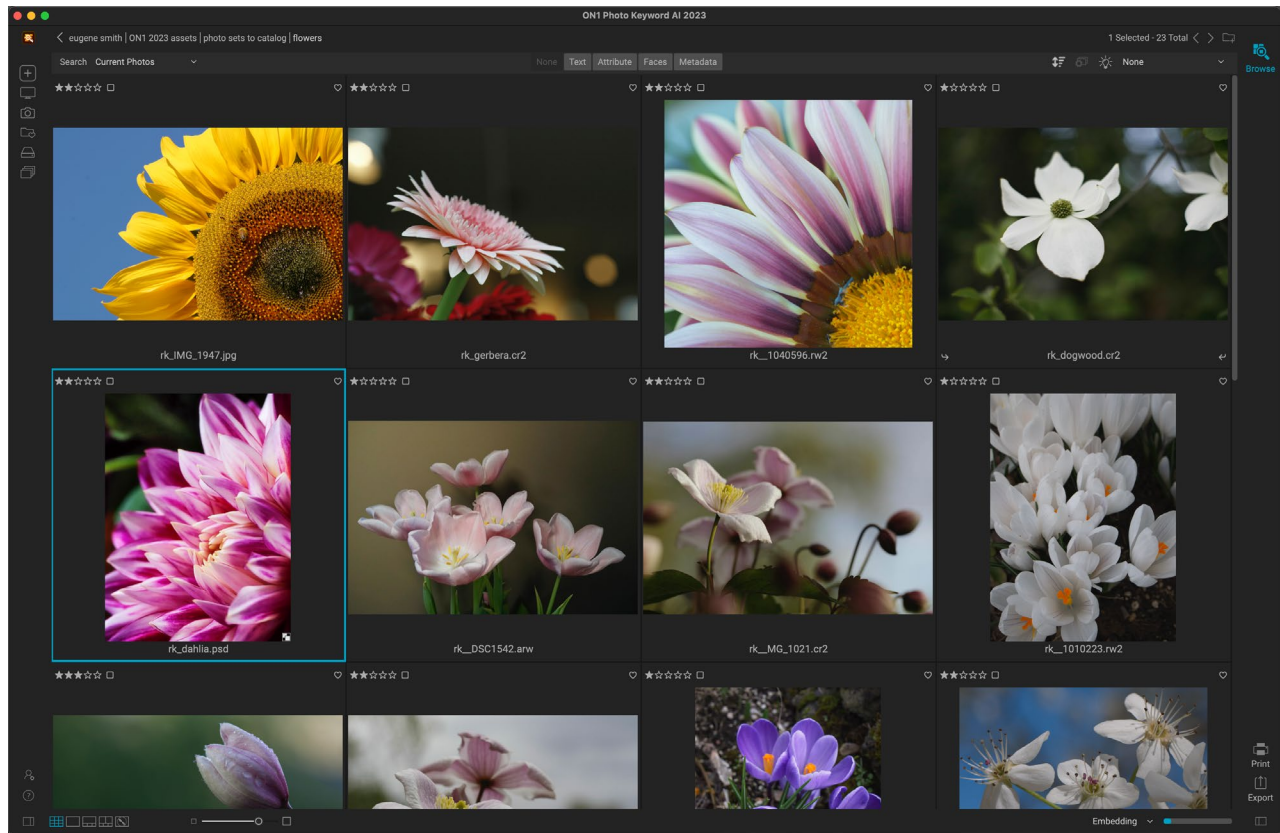 ON1 Photo Keyword AI 2023
eugene smith | ON1 2023 assets | photo sets to catalog | flowers
1 Selected - 23 Total
Browse
Search Current Photos
None Text Attribute Faces Metadata
None
rk_IMG_1947.jpg
rk_gerbera.cr2
rk__1040596.rw2
rk_dogwood.cr2
rk_dahlia.psd
rk__DSC1542.arw
rk__MG_1021.cr2
rk__1010223.rw2
Print
Export
Embedding